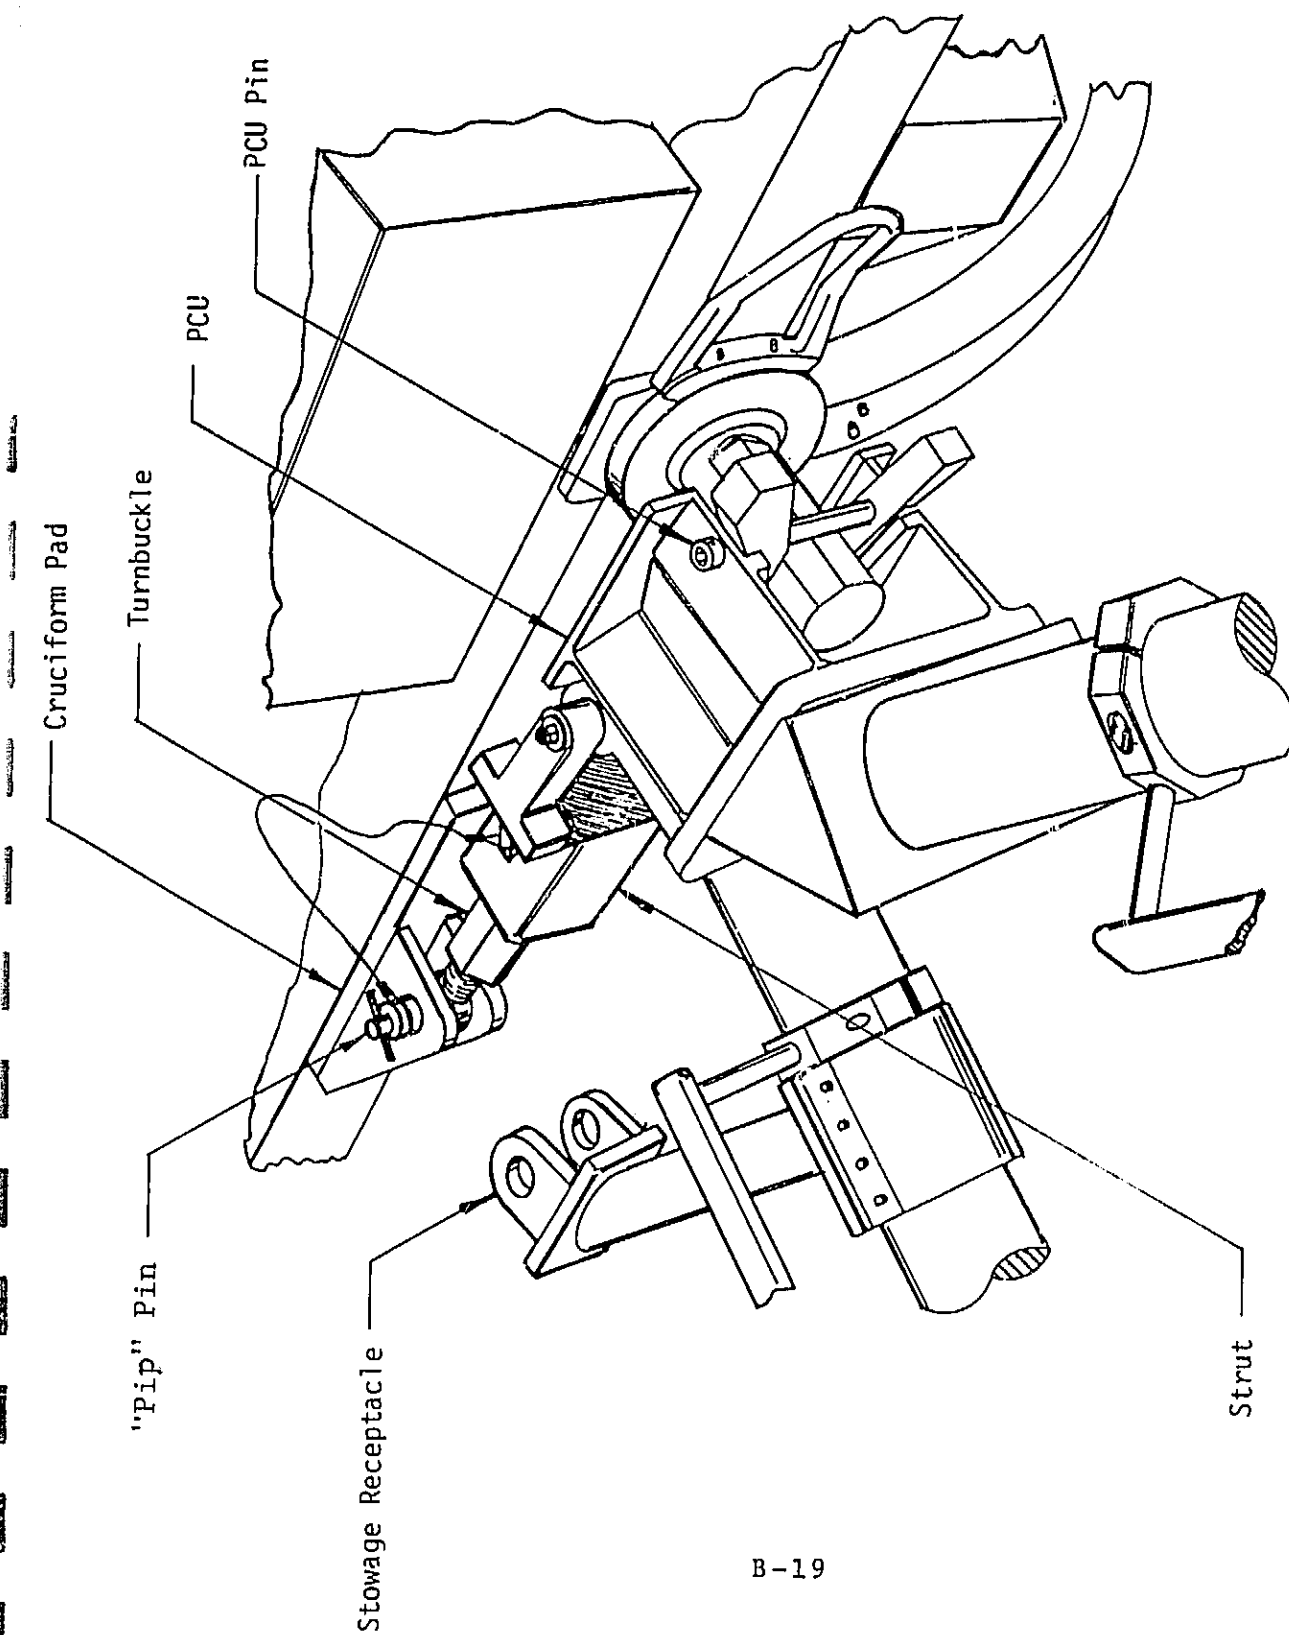 Cruciform Pad
Turnbuckle
PCU
PCU Pin
"Pip" Pin
Stowage Receptacle
Strut
B-19